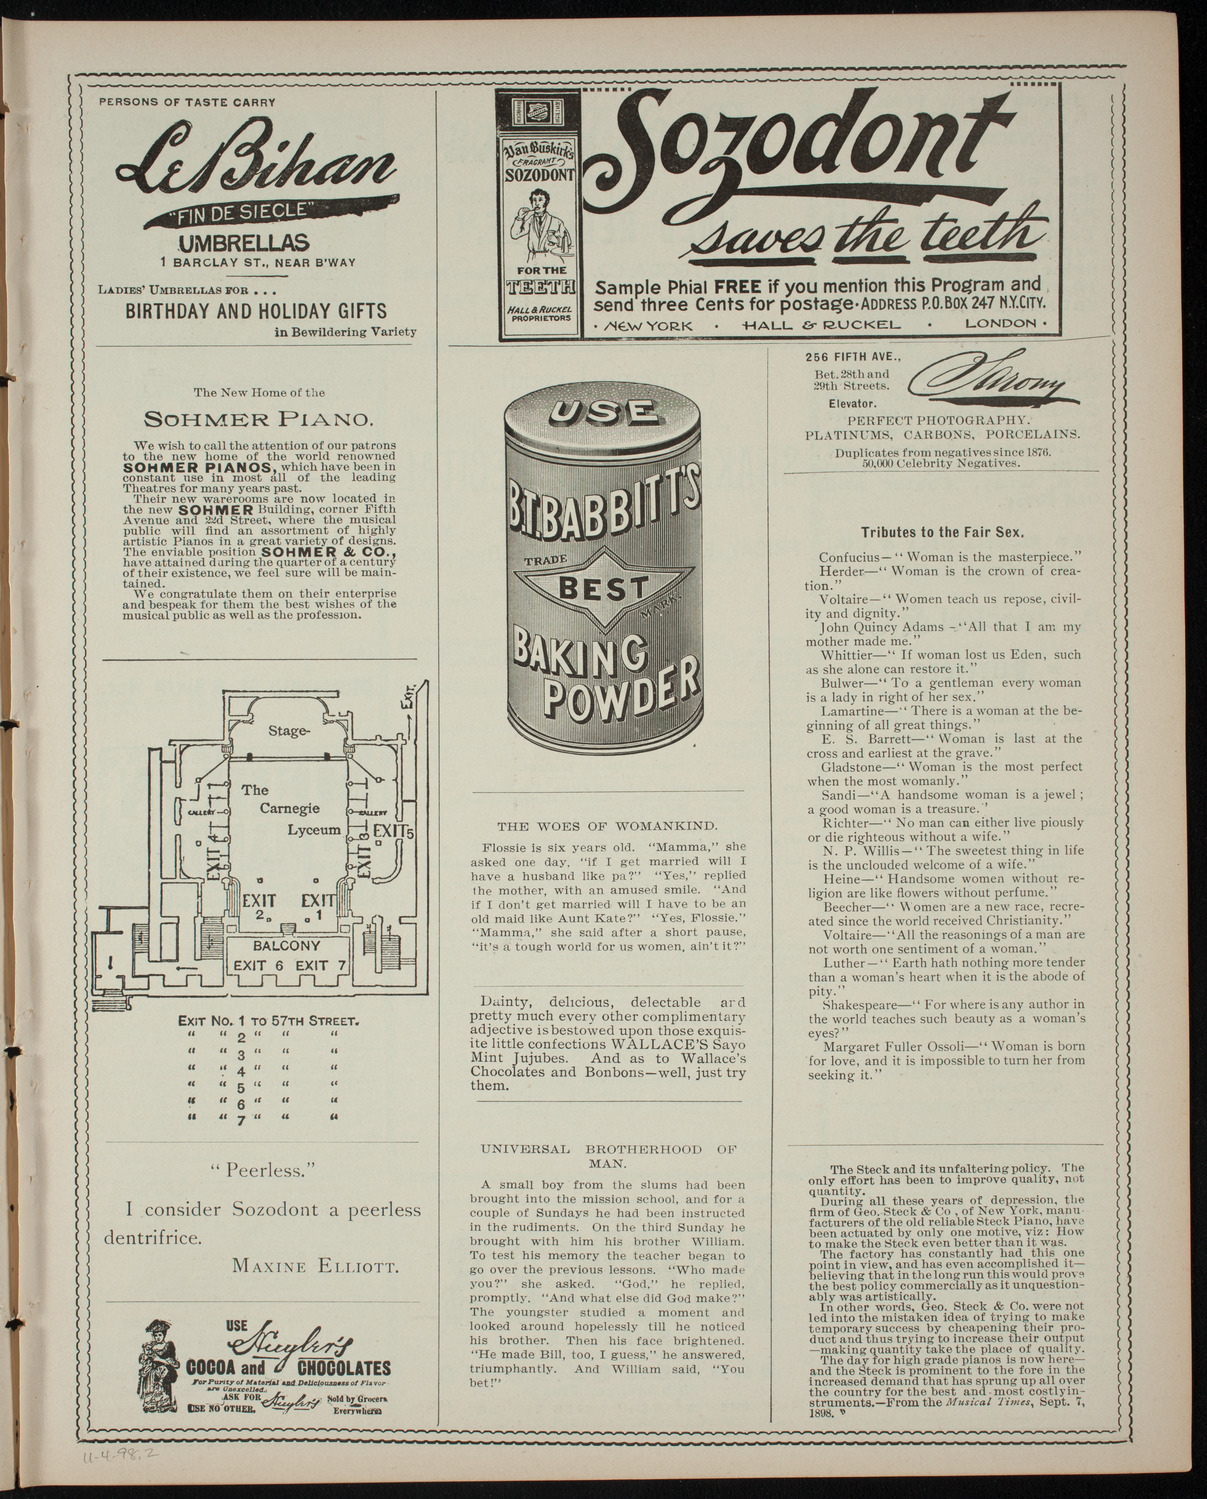 PERSONS OF TASTE CARRY
Le Bihan
"FIN DE SIECLE"
UMBRELLAS
1 BARCLAY ST., NEAR B'WAY
LADIES' UMBRELLAS FOR . . .
BIRTHDAY AND HOLIDAY GIFTS
in Bewildering Variety
Van Buskirk's
FRAGRANT
SOZODONT
FOR THE
TEETH
HALL & RUCKEL
PROPRIETORS
Sozodont
saves the teeth
Sample Phial FREE if you mention this Program and
send three Cents for postage · ADDRESS P.O. BOX 247 N.Y. CITY.
· NEW YORK · HALL & RUCKEL · LONDON ·
The New Home of the
SOHMER PIANO.
We wish to call the attention of our patrons
to the new home of the world renowned
SOHMER PIANOS, which have been in
constant use in most all of the leading
Theatres for many years past.
Their new warerooms are now located in
the new SOHMER Building, corner Fifth
Avenue and 22d Street, where the musical
public will find an assortment of highly
artistic Pianos in a great variety of designs.
The enviable position SOHMER & CO.,
have attained during the quarter of a century
of their existence, we feel sure will be main-
tained.
We congratulate them on their enterprise
and bespeak for them the best wishes of the
musical public as well as the profession.
EXIT.
Stage-
The
Carnegie
Lyceum
GALLERY
GALLERY
EXIT 4
EXIT 3
EXIT 5
EXIT 2
EXIT 1
BALCONY
EXIT 6 EXIT 7
EXIT No. 1 TO 57TH STREET.
" " 2 " " "
" " 3 " " "
" " 4 " " "
" " 5 " " "
" " 6 " " "
" " 7 " " "
" Peerless."
I consider Sozodont a peerless
dentrifrice.
MAXINE ELLIOTT.
USE
Huyler's
COCOA and CHOCOLATES
For Purity of Material and Deliciousness of Flavor
are Unexcelled.
ASK FOR Huyler's Sold by Grocers
USE NO OTHER. Everywhere
USE
B.T. BABBITT'S
TRADE
BEST
MARK.
BAKING
POWDER
THE WOES OF WOMANKIND.
Flossie is six years old. "Mamma," she
asked one day, "if I get married will I
have a husband like pa?" "Yes," replied
the mother, with an amused smile. "And
if I don't get married will I have to be an
old maid like Aunt Kate?" "Yes, Flossie."
"Mamma," she said after a short pause,
"it's a tough world for us women, ain't it?"
Dainty, delicious, delectable and
pretty much every other complimentary
adjective is bestowed upon those exquis-
ite little confections WALLACE'S Sayo
Mint Jujubes. And as to Wallace's
Chocolates and Bonbons—well, just try
them.
UNIVERSAL BROTHERHOOD OF
MAN.
A small boy from the slums had been
brought into the mission school, and for a
couple of Sundays he had been instructed
in the rudiments. On the third Sunday he
brought with him his brother William.
To test his memory the teacher began to
go over the previous lessons. "Who made
you?" she asked. "God," he replied,
promptly. "And what else did God make?"
The youngster studied a moment and
looked around hopelessly till he noticed
his brother. Then his face brightened.
"He made Bill, too, I guess," he answered,
triumphantly. And William said, "You
bet!"
256 FIFTH AVE.,
Bet. 28th and
29th Streets.
Elevator.
Sarony
PERFECT PHOTOGRAPHY.
PLATINUMS, CARBONS, PORCELAINS.
Duplicates from negatives since 1876.
50,000 Celebrity Negatives.
Tributes to the Fair Sex.
Confucius—" Woman is the masterpiece."
Herder—" Woman is the crown of crea-
tion."
Voltaire—" Women teach us repose, civil-
ity and dignity."
John Quincy Adams—"All that I am my
mother made me."
Whittier—" If woman lost us Eden, such
as she alone can restore it."
Bulwer—" To a gentleman every woman
is a lady in right of her sex."
Lamartine—" There is a woman at the be-
ginning of all great things."
E. S. Barrett—" Woman is last at the
cross and earliest at the grave."
Gladstone—" Woman is the most perfect
when the most womanly."
Sandi—"A handsome woman is a jewel ;
a good woman is a treasure."
Richter—" No man can either live piously
or die righteous without a wife."
N. P. Willis—" The sweetest thing in life
is the unclouded welcome of a wife."
Heine—" Handsome women without re-
ligion are like flowers without perfume."
Beecher—" Women are a new race, recre-
ated since the world received Christianity."
Voltaire—"All the reasonings of a man are
not worth one sentiment of a woman."
Luther—" Earth hath nothing more tender
than a woman's heart when it is the abode of
pity."
Shakespeare—" For where is any author in
the world teaches such beauty as a woman's
eyes?"
Margaret Fuller Ossoli—" Woman is born
for love, and it is impossible to turn her from
seeking it."
The Steck and its unfaltering policy. The
only effort has been to improve quality, not
quantity.
During all these years of depression, the
firm of Geo. Steck & Co , of New York, manu-
facturers of the old reliable Steck Piano, have
been actuated by only one motive, viz: How
to make the Steck even better than it was.
The factory has constantly had this one
point in view, and has even accomplished it—
believing that in the long run this would prove
the best policy commercially as it unquestion-
ably was artistically.
In other words, Geo. Steck & Co. were not
led into the mistaken idea of trying to make
temporary success by cheapening their pro-
duct and thus trying to increase their output
—making quantity take the place of quality.
The day for high grade pianos is now here—
and the Steck is prominent to the fore in the
increased demand that has sprung up all over
the country for the best and most costly in-
struments.—From the Musical Times, Sept. 7,
1898.
11-4-98.2